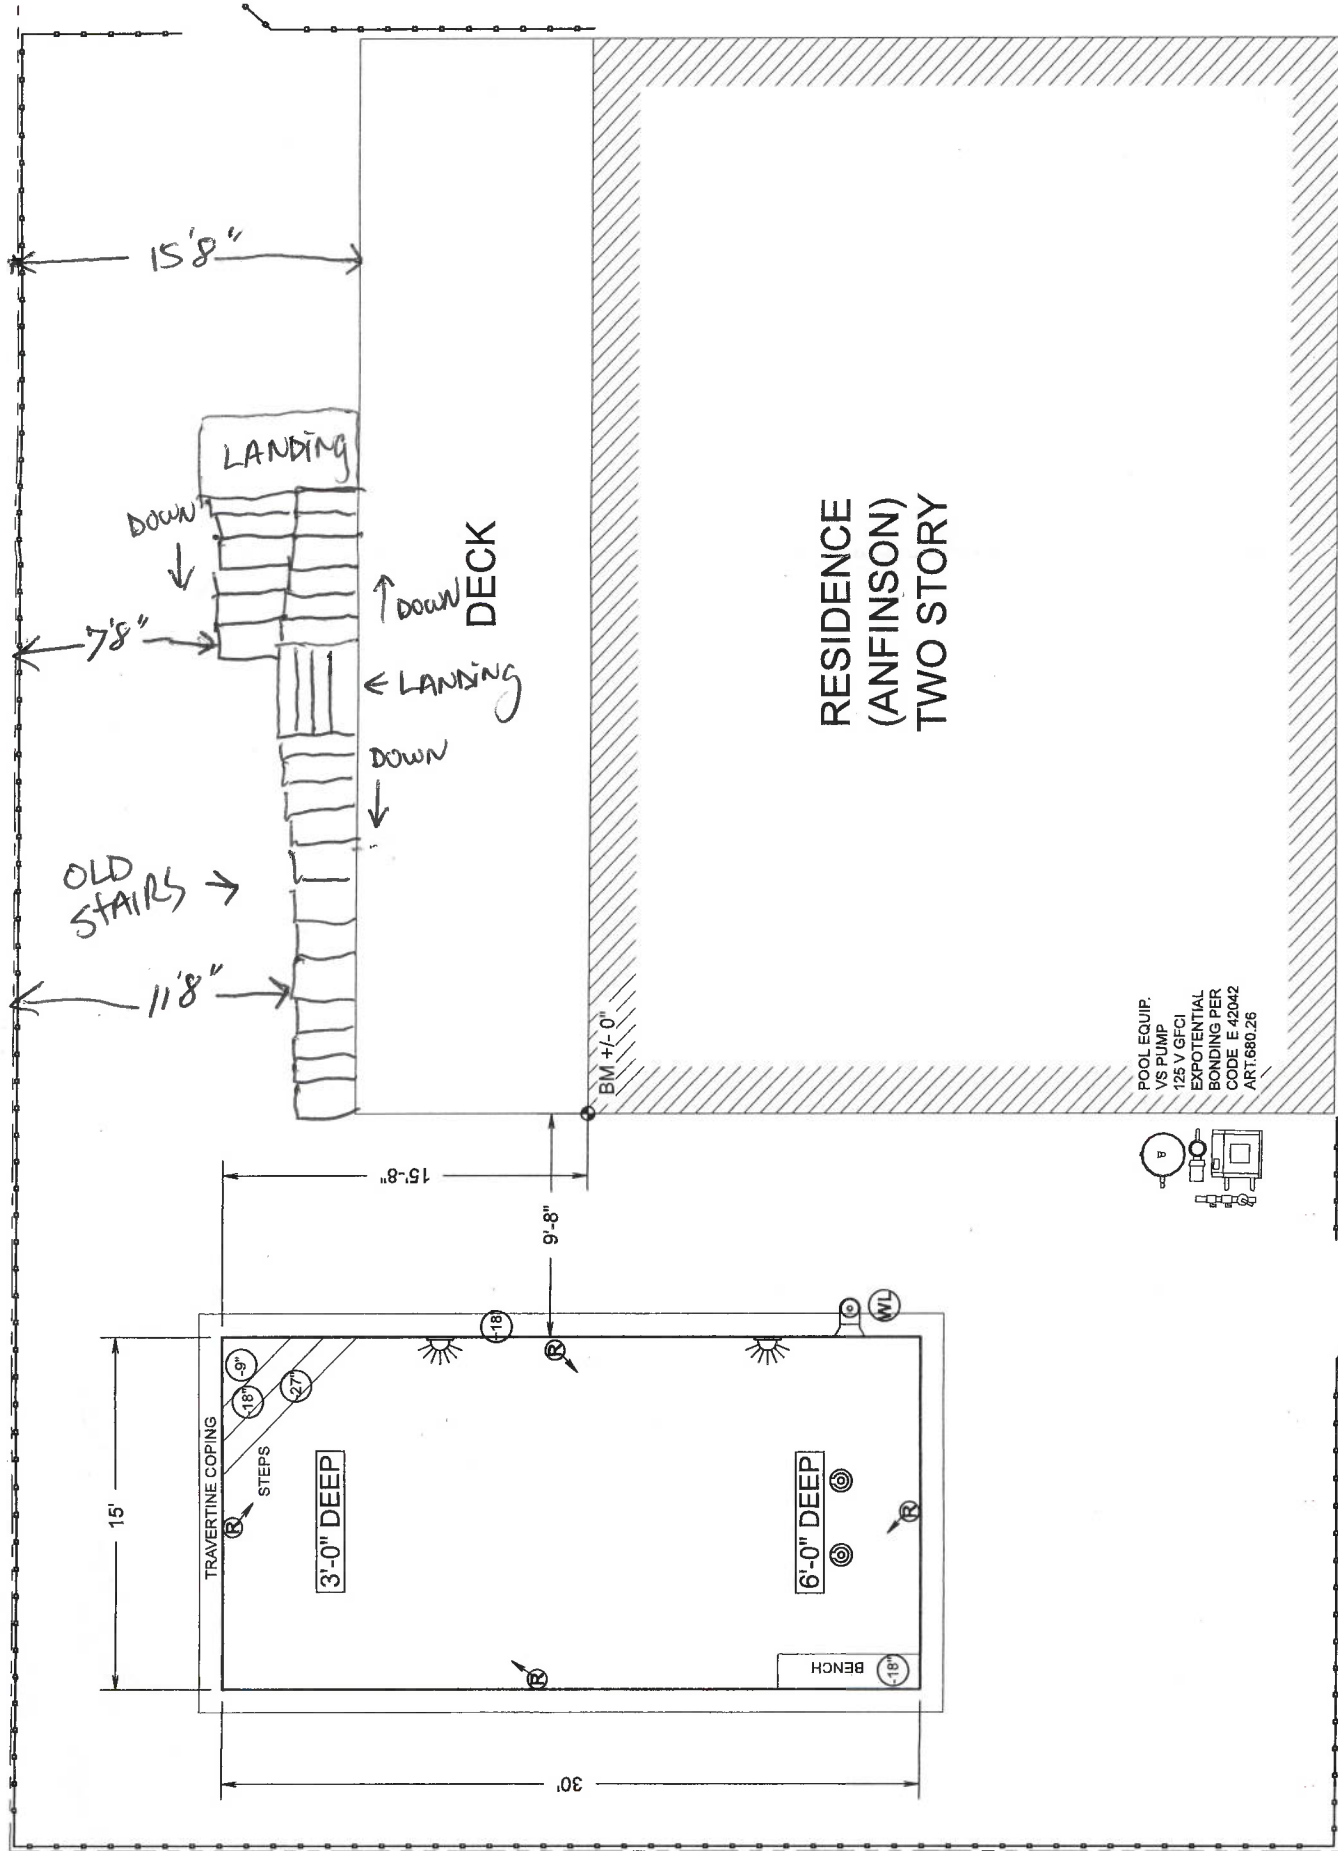 15'8"
LANDING
DOWN
DOWN
7'8"
← LANDING
DECK
DOWN
OLD
STAIRS →
11'8"
RESIDENCE
(ANFINSON)
TWO STORY
BM +/- 0"
POOL EQUIP.
VS PUMP
125 V GFCI
EXPOTENTIAL
BONDING PER
CODE E 42042
ART.680.26
15'-8"
9'-8"
15'
TRAVERTINE COPING
-9"
-18"
-27"
STEPS
R
3'-0" DEEP
-18"
R
WL
6'-0" DEEP
R
R
BENCH
-18"
30'